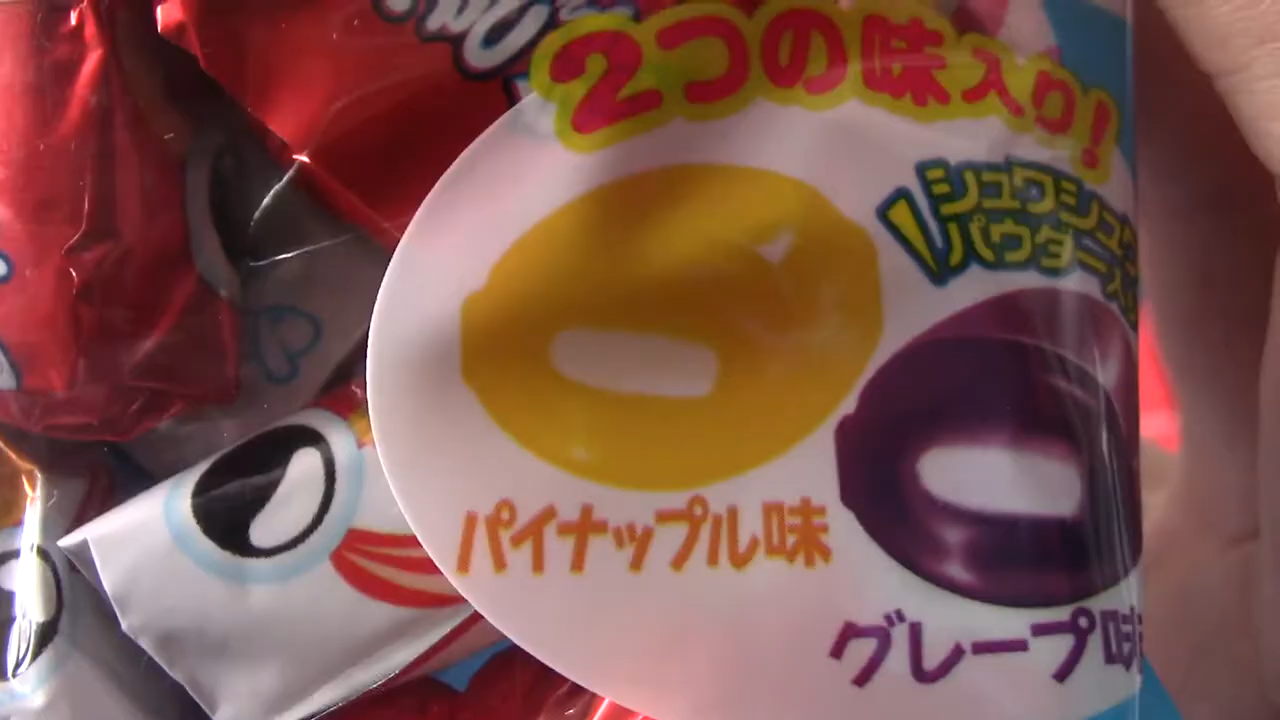 2つの味入り!
シュワシュワ
パウダー入り
パイナップル味
グレープ味